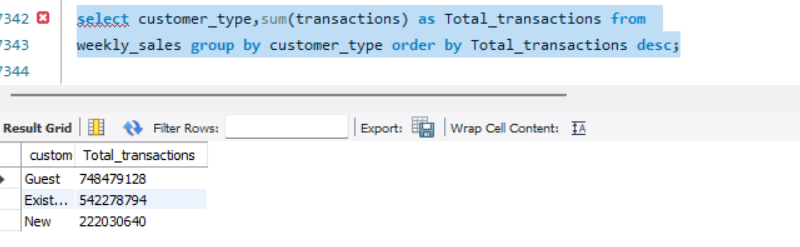 7342 select customer_type,sum(transactions) as Total_transactions from
7343 weekly_sales group by customer_type order by Total_transactions desc;
7344
Result Grid Filter Rows: Export: Wrap Cell Content: IA
custom Total_transactions
Guest 748479128
Exist... 542278794
New 222030640